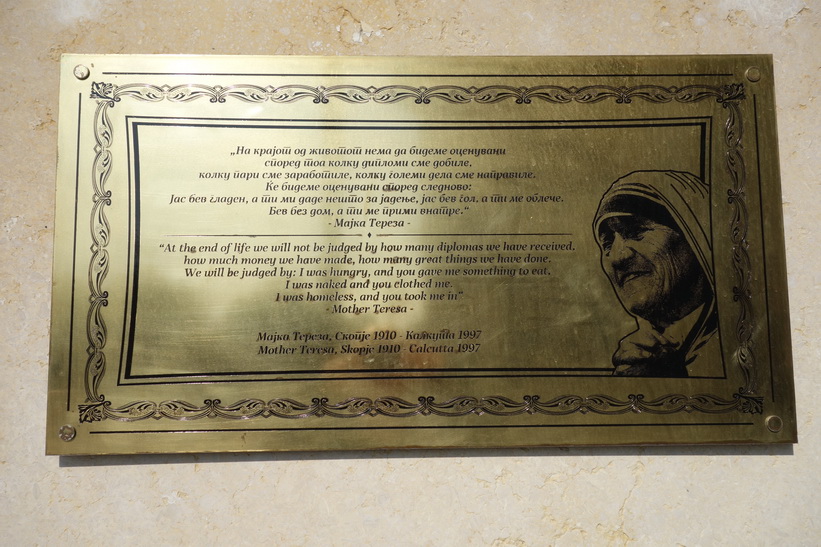 „На крајот од животот нема да бидеме оценувани
според тоа колку дипломи сме добиле,
колку пари сме заработиле, колку големи дела сме направиле.
Ќе бидеме оценувани според следново:
Јас бев гладен, а ти ми даде нешто за јадење, јас бев гол, а ти ме облече.
Бев без дом, а ти ме прими внатре.“
- Мајка Тереза -
“At the end of life we will not be judged by how many diplomas we have received,
how much money we have made, how many great things we have done.
We will be judged by: I was hungry, and you gave me something to eat,
I was naked and you clothed me.
I was homeless, and you took me in”
- Mother Teresa -
Мајка Тереза, Скопје 1910 - Калкута 1997
Mother Teresa, Skopje 1910 - Calcutta 1997